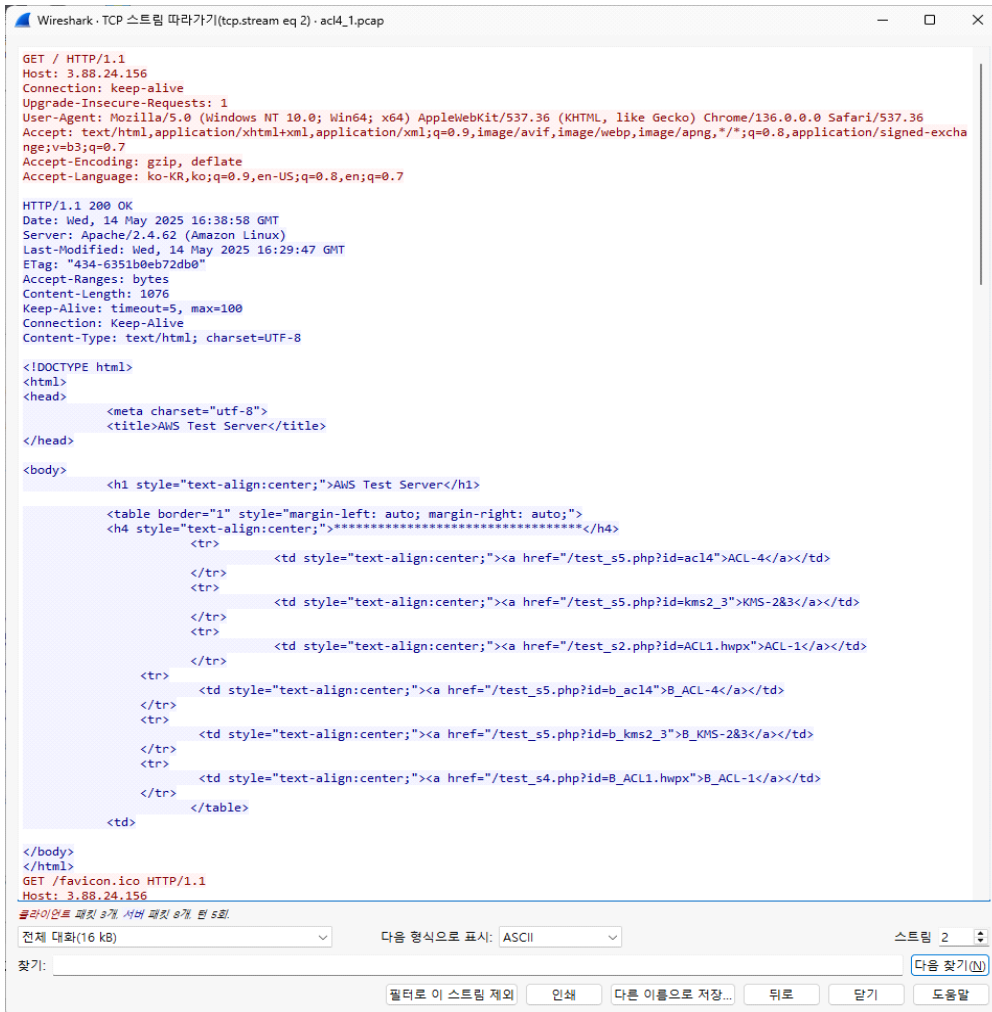 Wireshark · TCP 스트림 따라가기(tcp.stream eq 2) · acl4_1.pcap
GET / HTTP/1.1
Host: 3.88.24.156
Connection: keep-alive
Upgrade-Insecure-Requests: 1
User-Agent: Mozilla/5.0 (Windows NT 10.0; Win64; x64) AppleWebKit/537.36 (KHTML, like Gecko) Chrome/136.0.0.0 Safari/537.36
Accept: text/html,application/xhtml+xml,application/xml;q=0.9,image/avif,image/webp,image/apng,*/*;q=0.8,application/signed-excha
nge;v=b3;q=0.7
Accept-Encoding: gzip, deflate
Accept-Language: ko-KR,ko;q=0.9,en-US;q=0.8,en;q=0.7
HTTP/1.1 200 OK
Date: Wed, 14 May 2025 16:38:58 GMT
Server: Apache/2.4.62 (Amazon Linux)
Last-Modified: Wed, 14 May 2025 16:29:47 GMT
ETag: "434-6351b0eb72db0"
Accept-Ranges: bytes
Content-Length: 1076
Keep-Alive: timeout=5, max=100
Connection: Keep-Alive
Content-Type: text/html; charset=UTF-8
<!DOCTYPE html>
<html>
<head>
<meta charset="utf-8">
<title>AWS Test Server</title>
</head>
<body>
<h1 style="text-align:center;">AWS Test Server</h1>
<table border="1" style="margin-left: auto; margin-right: auto;">
<h4 style="text-align:center;">**********************************</h4>
<tr>
<td style="text-align:center;"><a href="/test_s5.php?id=acl4">ACL-4</a></td>
</tr>
<tr>
<td style="text-align:center;"><a href="/test_s5.php?id=kms2_3">KMS-2&3</a></td>
</tr>
<tr>
<td style="text-align:center;"><a href="/test_s2.php?id=ACL1.hwpx">ACL-1</a></td>
</tr>
<tr>
<td style="text-align:center;"><a href="/test_s5.php?id=b_acl4">B_ACL-4</a></td>
</tr>
<tr>
<td style="text-align:center;"><a href="/test_s5.php?id=b_kms2_3">B_KMS-2&3</a></td>
</tr>
<tr>
<td style="text-align:center;"><a href="/test_s4.php?id=B_ACL1.hwpx">B_ACL-1</a></td>
</tr>
</table>
<td>
</body>
</html>
GET /favicon.ico HTTP/1.1
Host: 3.88.24.156
클라이언트 패킷 3개, 서버 패킷 8개, 턴 5회.
전체 대화(16 kB) 다음 형식으로 표시: ASCII 스트림 2
찾기: 다음 찾기(N)
필터로 이 스트림 제외 인쇄 다른 이름으로 저장... 뒤로 닫기 도움말